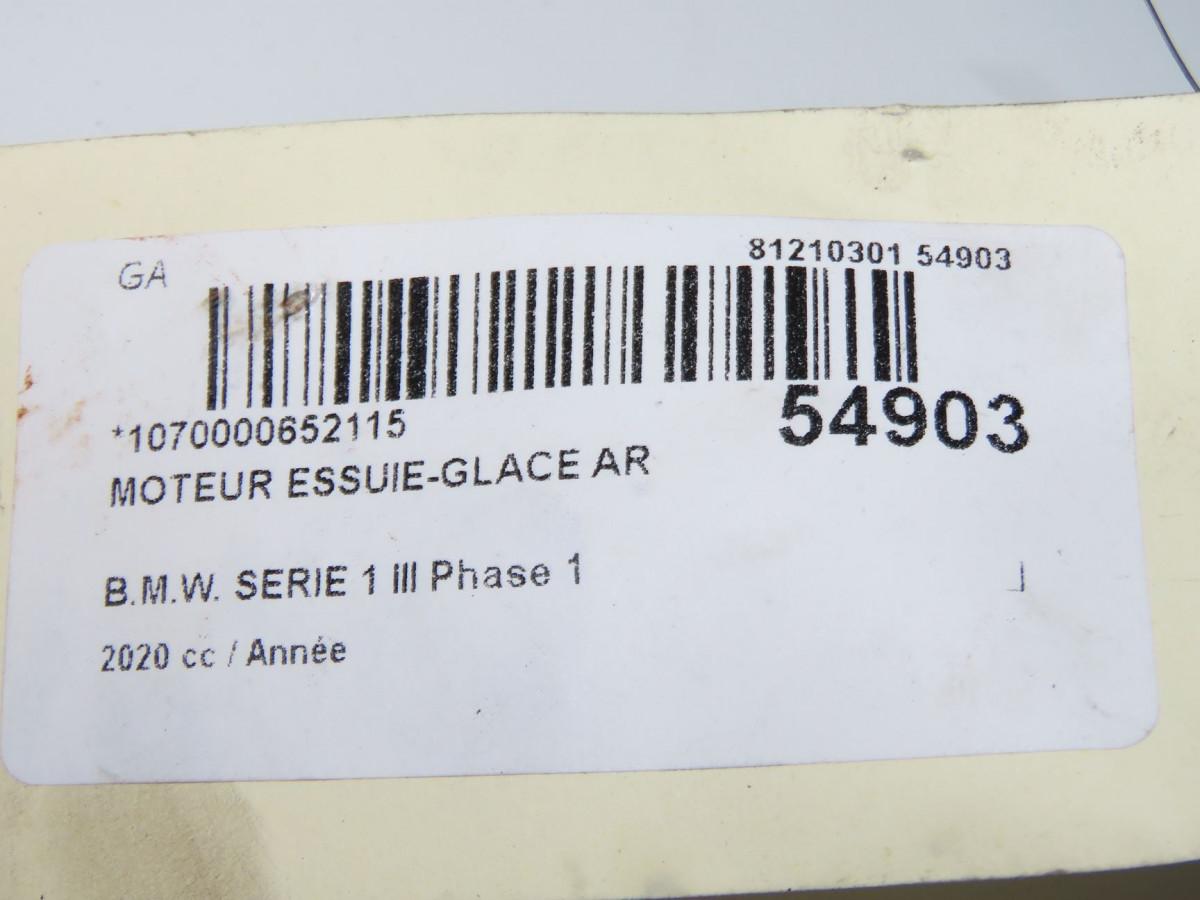 GA
81210301 54903
*1070000652115
54903
MOTEUR ESSUIE-GLACE AR
B.M.W. SERIE 1 III Phase 1
2020 cc / Année